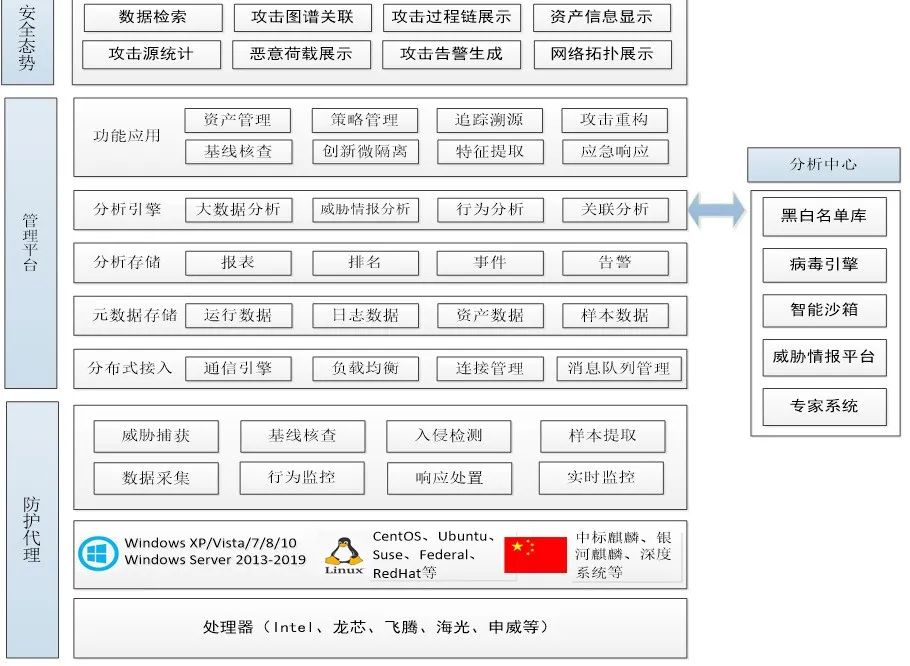 安全态势
数据检索
攻击图谱关联
攻击过程链展示
资产信息显示
攻击源统计
恶意荷载展示
攻击告警生成
网络拓扑展示
管理平台
功能应用
资产管理
策略管理
追踪溯源
攻击重构
基线核查
创新微隔离
特征提取
应急响应
分析引擎
大数据分析
威胁情报分析
行为分析
关联分析
分析存储
报表
排名
事件
告警
元数据存储
运行数据
日志数据
资产数据
样本数据
分布式接入
通信引擎
负载均衡
连接管理
消息队列管理
分析中心
黑白名单库
病毒引擎
智能沙箱
威胁情报平台
专家系统
防护代理
威胁捕获
基线核查
入侵检测
样本提取
数据采集
行为监控
响应处置
实时监控
Windows XP/Vista/7/8/10
Windows Server 2013-2019
Linux
CentOS、Ubuntu、
Suse、Federal、
RedHat等
中标麒麟、银
河麒麟、深度
系统等
处理器（Intel、龙芯、飞腾、海光、申威等）